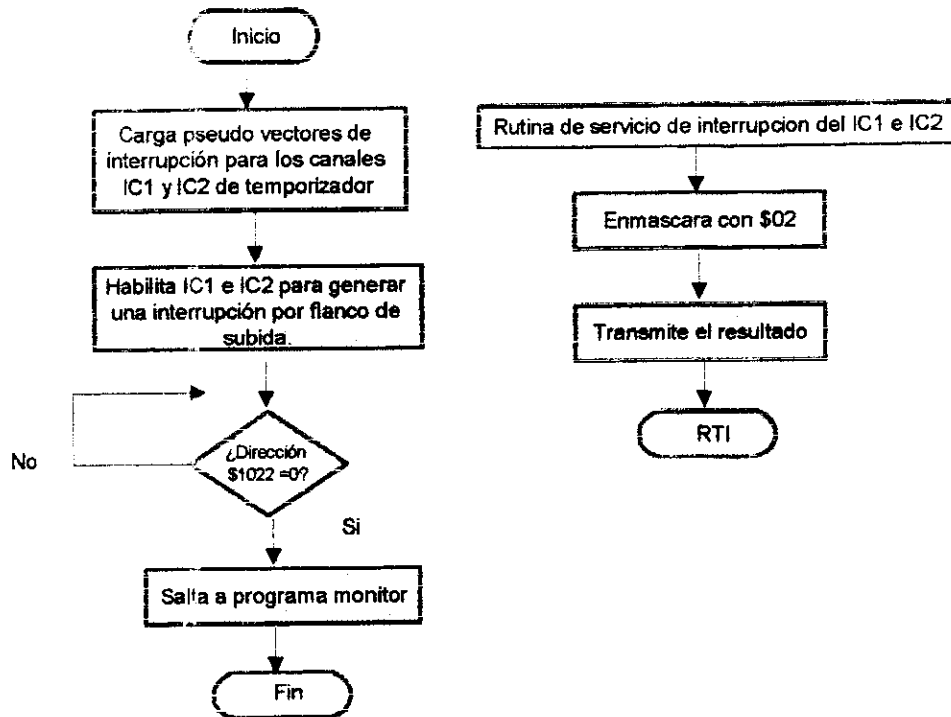 Inicio
Carga pseudo vectores de
interrupción para los canales
IC1 y IC2 de temporizador
Habilita IC1 e IC2 para generar
una interrupción por flanco de
subida.
No
¿Dirección
$1022 =0?
Si
Salta a programa monitor
Fin
Rutina de servicio de interrupcion del IC1 e IC2
Enmascara con $02
Transmite el resultado
RTI